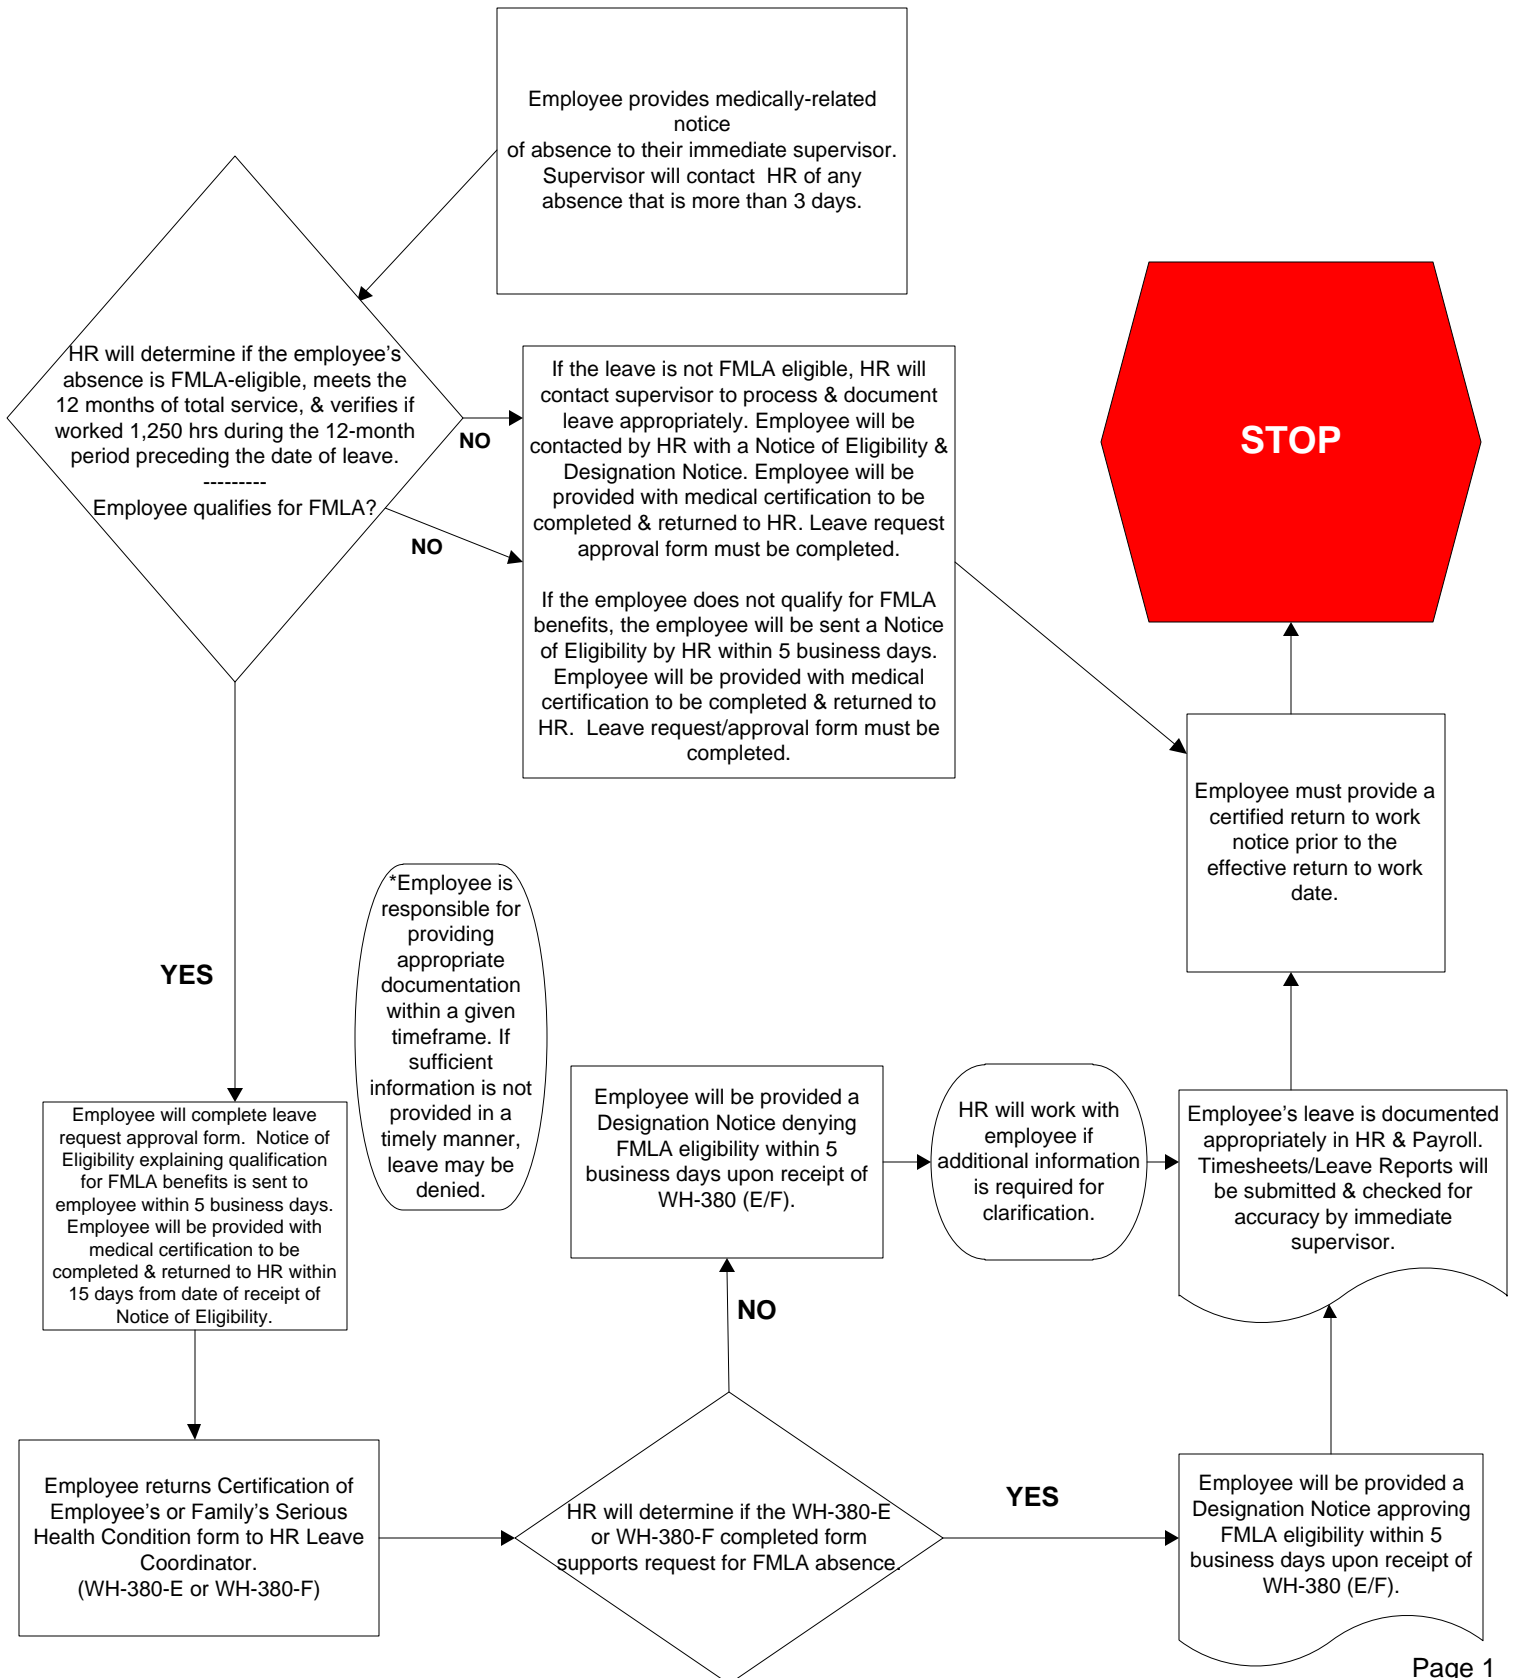 Employee provides medically-related
notice
of absence to their immediate supervisor.
Supervisor will contact  HR of any
absence that is more than 3 days.
HR will determine if the employee's
absence is FMLA-eligible, meets the
12 months of total service, & verifies if
worked 1,250 hrs during the 12-month
period preceding the date of leave.
---------
Employee qualifies for FMLA?
NO
NO
If the leave is not FMLA eligible, HR will
contact supervisor to process & document
leave appropriately. Employee will be
contacted by HR with a Notice of Eligibility &
Designation Notice. Employee will be
provided with medical certification to be
completed & returned to HR. Leave request
approval form must be completed.
If the employee does not qualify for FMLA
benefits, the employee will be sent a Notice
of Eligibility by HR within 5 business days.
Employee will be provided with medical
certification to be completed & returned to
HR.  Leave request/approval form must be
completed.
STOP
Employee must provide a
certified return to work
notice prior to the
effective return to work
date.
YES
*Employee is
responsible for
providing
appropriate
documentation
within a given
timeframe. If
sufficient
information is not
provided in a
timely manner,
leave may be
denied.
Employee will complete leave
request approval form.  Notice of
Eligibility explaining qualification
for FMLA benefits is sent to
employee within 5 business days.
Employee will be provided with
medical certification to be
completed & returned to HR within
15 days from date of receipt of
Notice of Eligibility.
Employee will be provided a
Designation Notice denying
FMLA eligibility within 5
business days upon receipt of
WH-380 (E/F).
HR will work with
employee if
additional information
is required for
clarification.
Employee's leave is documented
appropriately in HR & Payroll.
Timesheets/Leave Reports will
be submitted & checked for
accuracy by immediate
supervisor.
NO
Employee returns Certification of
Employee's or Family's Serious
Health Condition form to HR Leave
Coordinator.
(WH-380-E or WH-380-F)
HR will determine if the WH-380-E
or WH-380-F completed form
supports request for FMLA absence.
YES
Employee will be provided a
Designation Notice approving
FMLA eligibility within 5
business days upon receipt of
WH-380 (E/F).
Page 1